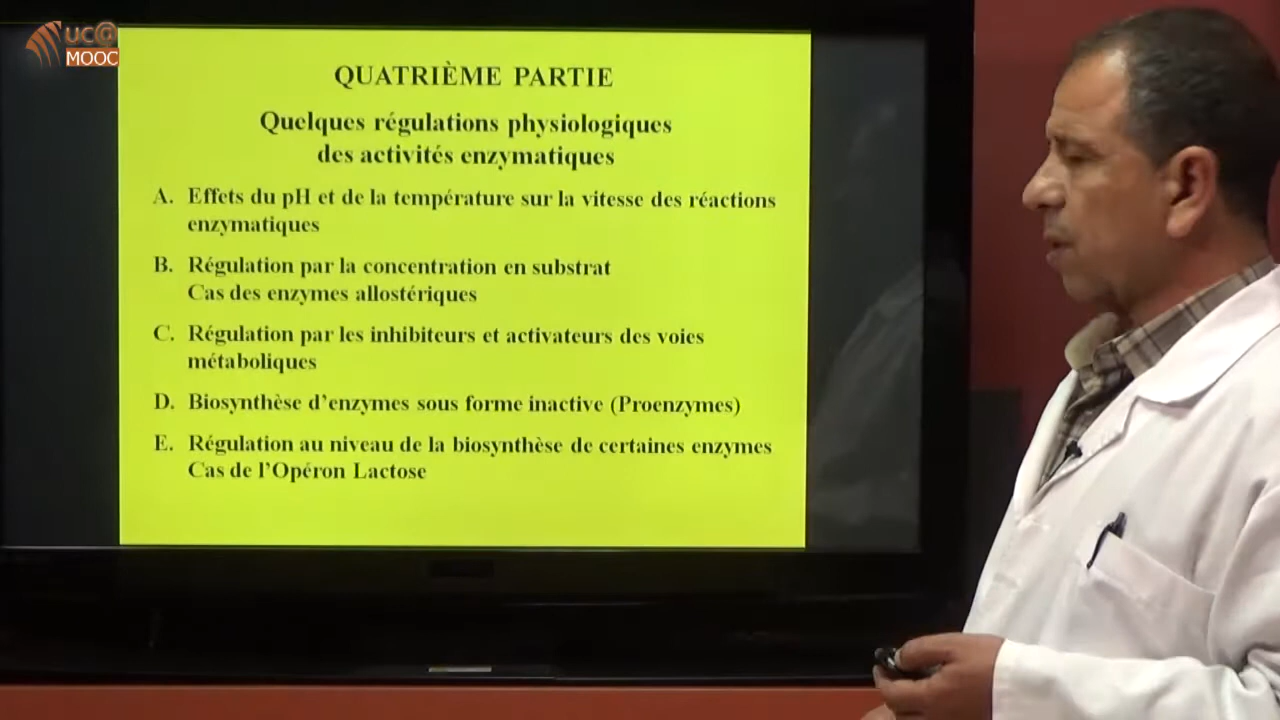 UC@
MOOC
QUATRIÈME PARTIE
Quelques régulations physiologiques
des activités enzymatiques
A. Effets du pH et de la température sur la vitesse des réactions
enzymatiques
B. Régulation par la concentration en substrat
Cas des enzymes allostériques
C. Régulation par les inhibiteurs et activateurs des voies
métaboliques
D. Biosynthèse d’enzymes sous forme inactive (Proenzymes)
E. Régulation au niveau de la biosynthèse de certaines enzymes
Cas de l’Opéron Lactose